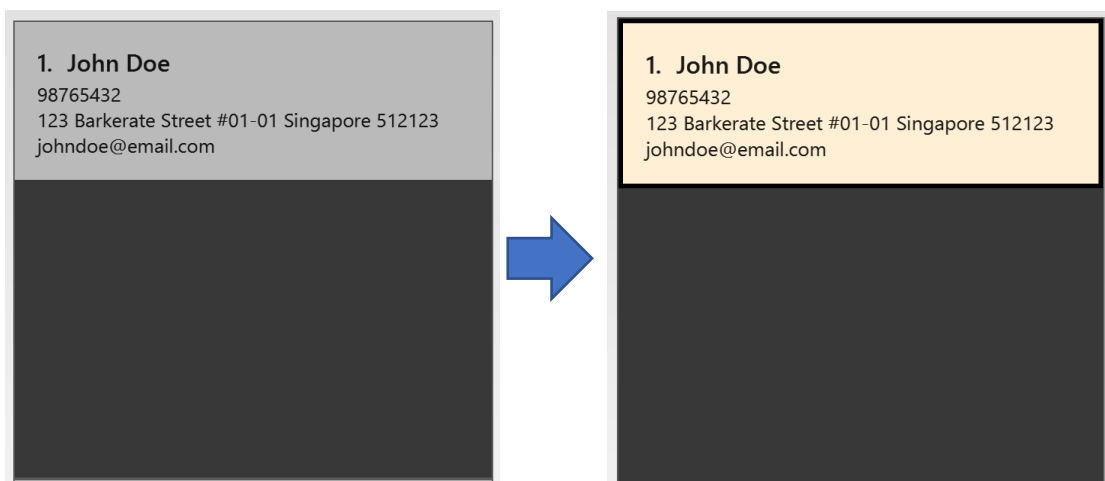 1. John Doe
98765432
123 Barkerate Street #01-01 Singapore 512123
johndoe@email.com
1. John Doe
98765432
123 Barkerate Street #01-01 Singapore 512123
johndoe@email.com